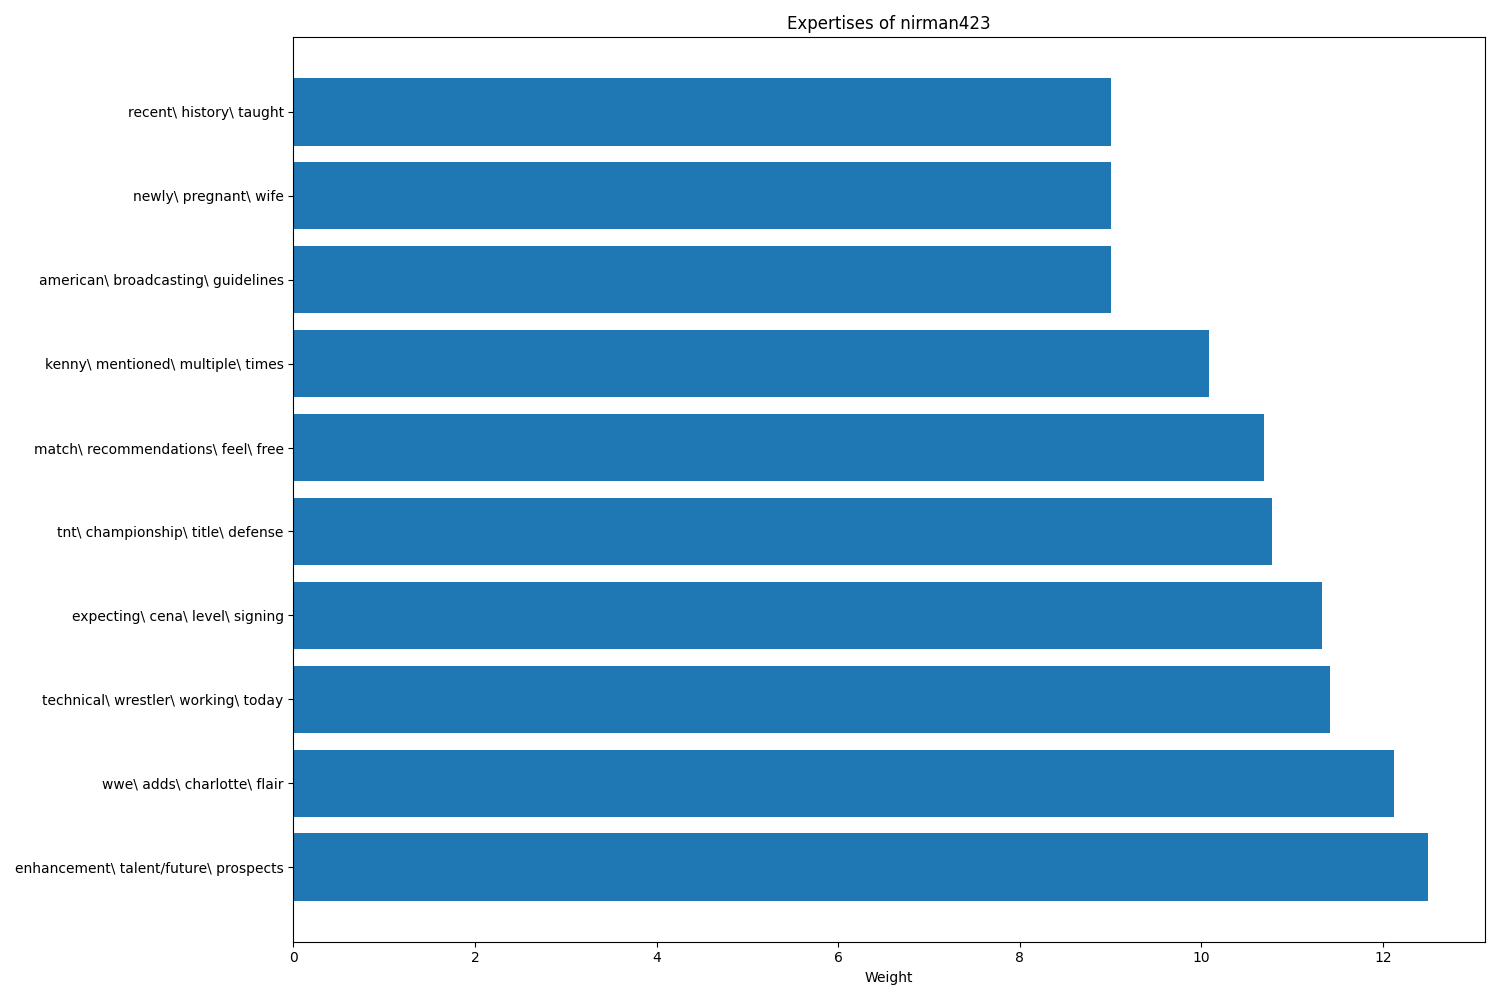 Expertises of nirman423
recent\ history\ taught
newly\ pregnant\ wife
american\ broadcasting\ guidelines
kenny\ mentioned\ multiple\ times
match\ recommendations\ feel\ free
tnt\ championship\ title\ defense
expecting\ cena\ level\ signing
technical\ wrestler\ working\ today
wwe\ adds\ charlotte\ flair
enhancement\ talent/future\ prospects
0 2 4 6 8 10 12
Weight